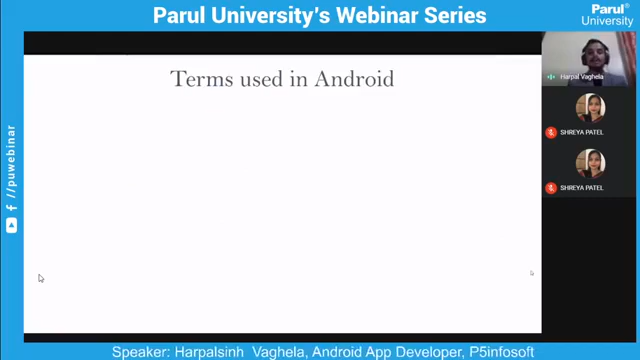 Parul University's Webinar Series
Parul®
University
Terms used in Android
Harpal Vaghela
SHREYA PATEL
SHREYA PATEL
//puwebinar
Speaker: Harpalsinh Vaghela, Android App Developer, P5infosoft